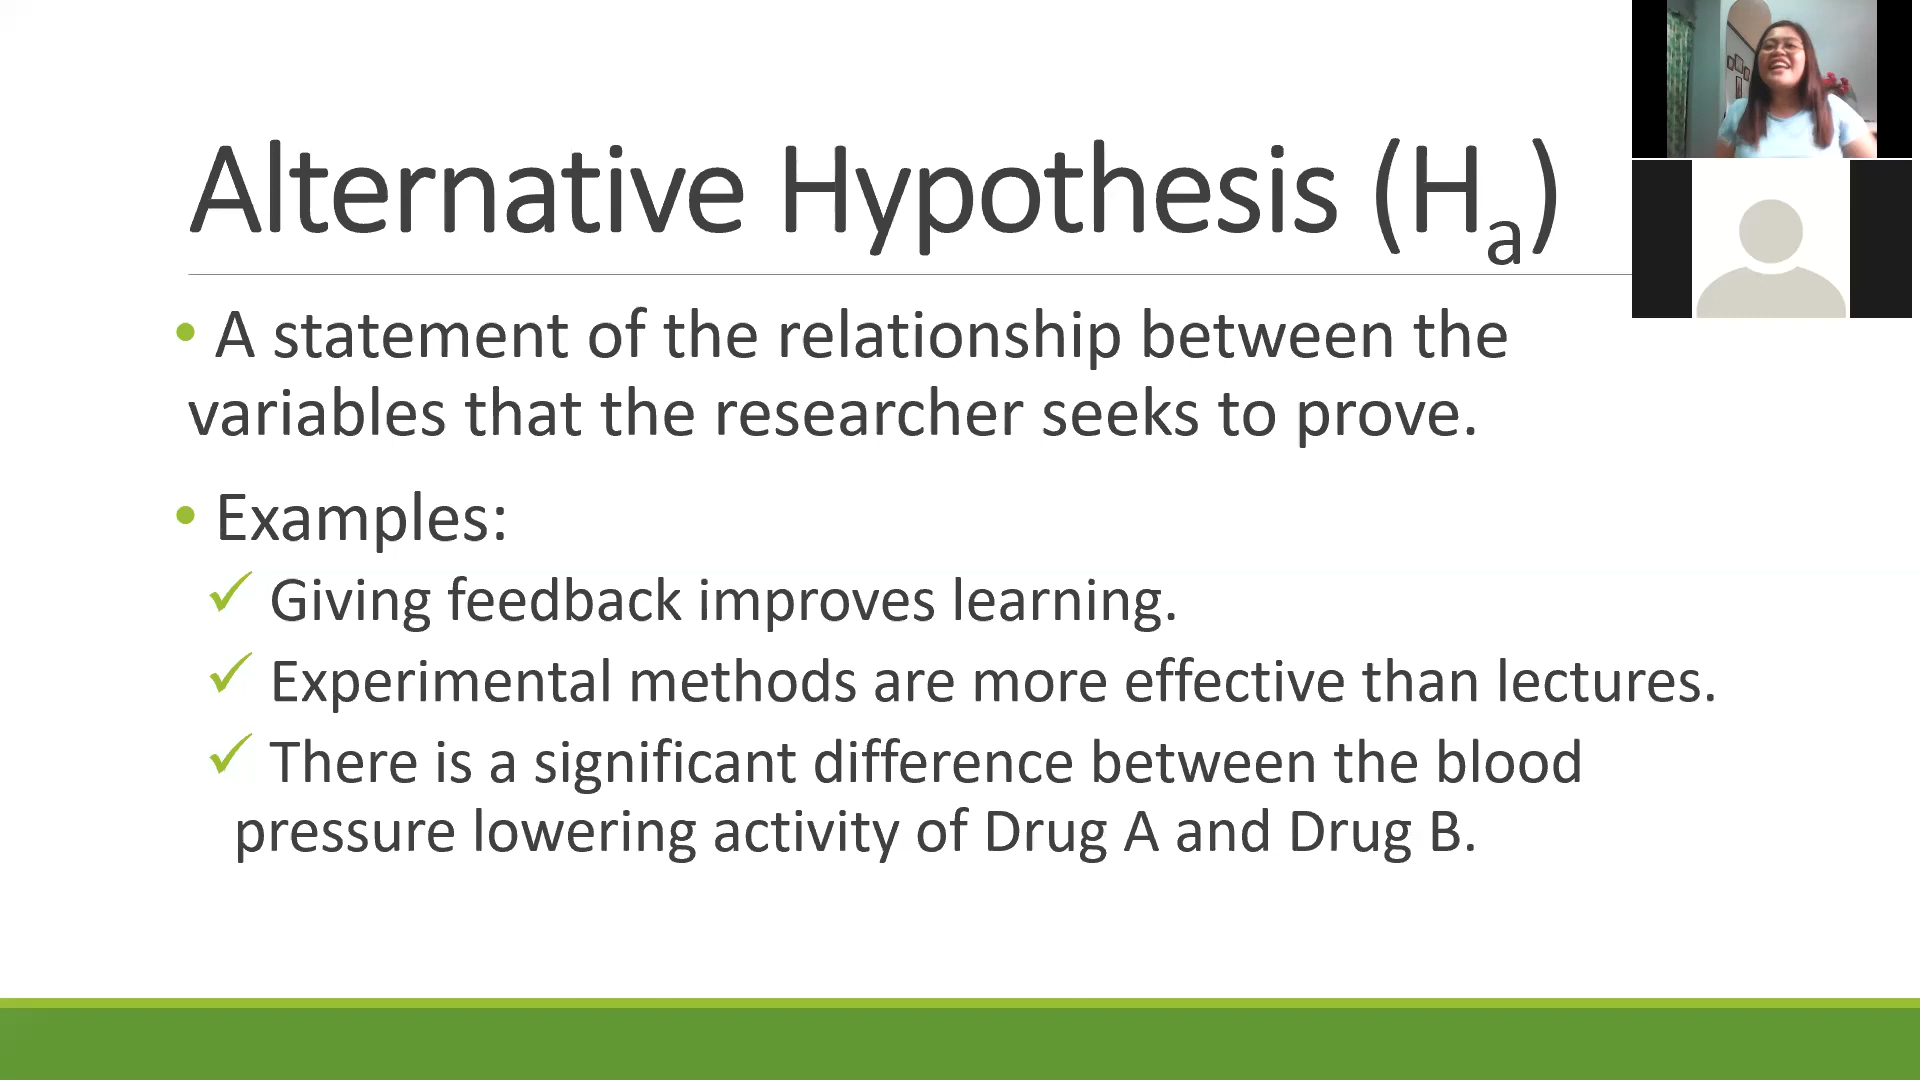 Alternative Hypothesis (Ha)
• A statement of the relationship between the
variables that the researcher seeks to prove.
• Examples:
✓ Giving feedback improves learning.
✓ Experimental methods are more effective than lectures.
✓ There is a significant difference between the blood
pressure lowering activity of Drug A and Drug B.